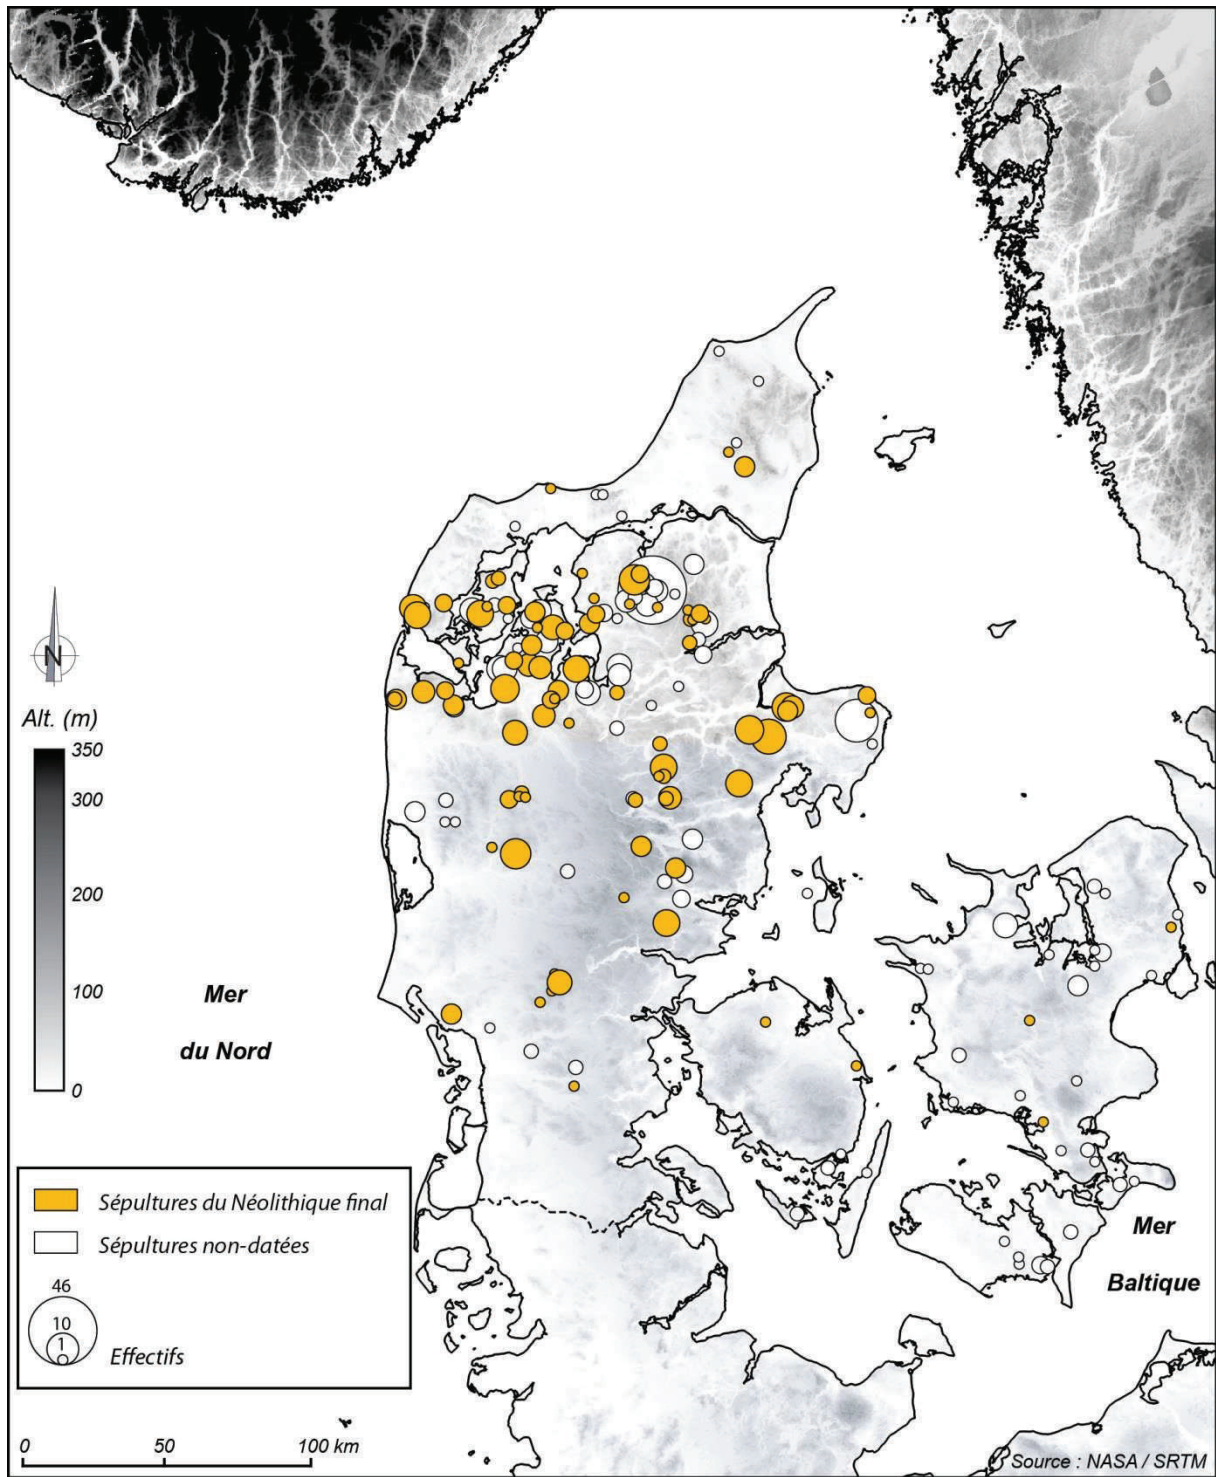 N
Alt. (m)
350
300
200
100
0
Mer
du Nord
Mer
Baltique
Sépultures du Néolithique final
Sépultures non-datées
46
10
1
Effectifs
0 50 100 km
Source : NASA / SRTM